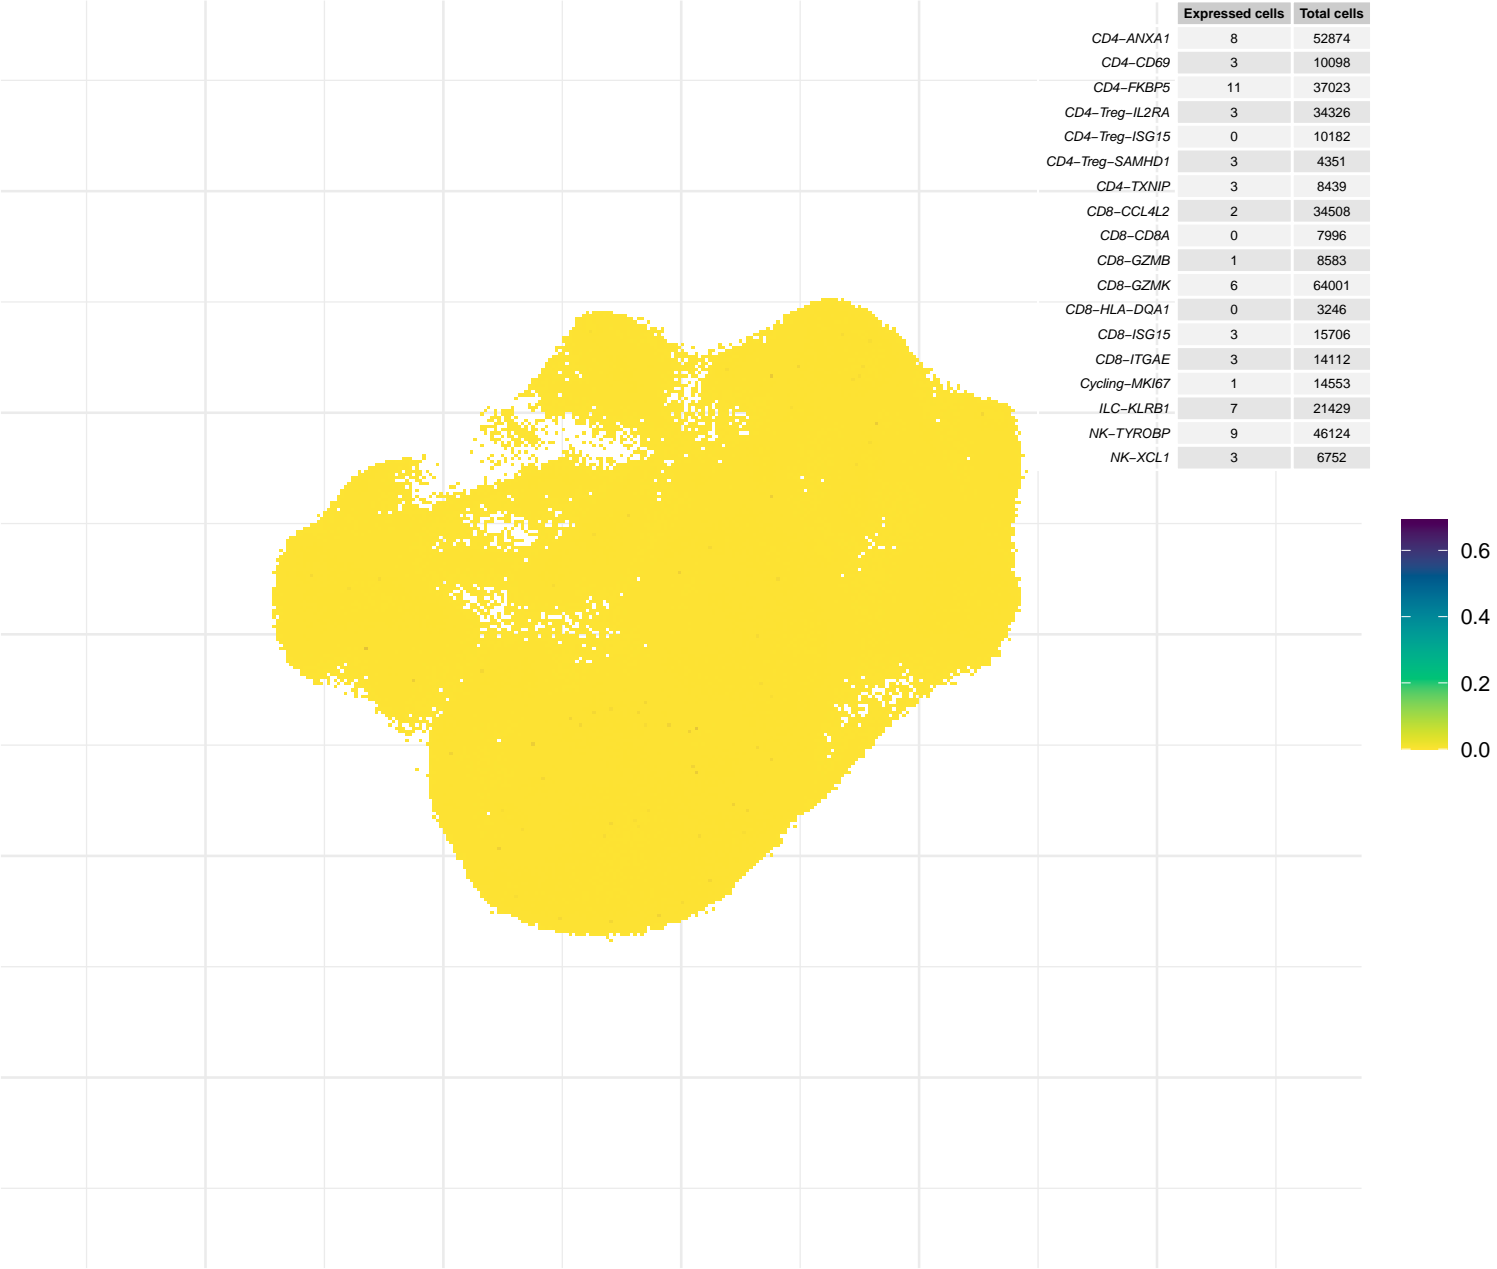 Expressed cells Total cells
CD4−ANXA1 8 52874
CD4−CD69 3 10098
CD4−FKBP5 11 37023
CD4−Treg−IL2RA 3 34326
CD4−Treg−ISG15 0 10182
CD4−Treg−SAMHD1 3 4351
CD4−TXNIP 3 8439
CD8−CCL4L2 2 34508
CD8−CD8A 0 7996
CD8−GZMB 1 8583
CD8−GZMK 6 64001
CD8−HLA−DQA1 0 3246
CD8−ISG15 3 15706
CD8−ITGAE 3 14112
Cycling−MKI67 1 14553
ILC−KLRB1 7 21429
NK−TYROBP 9 46124
NK−XCL1 3 6752
0.6
0.4
0.2
0.0